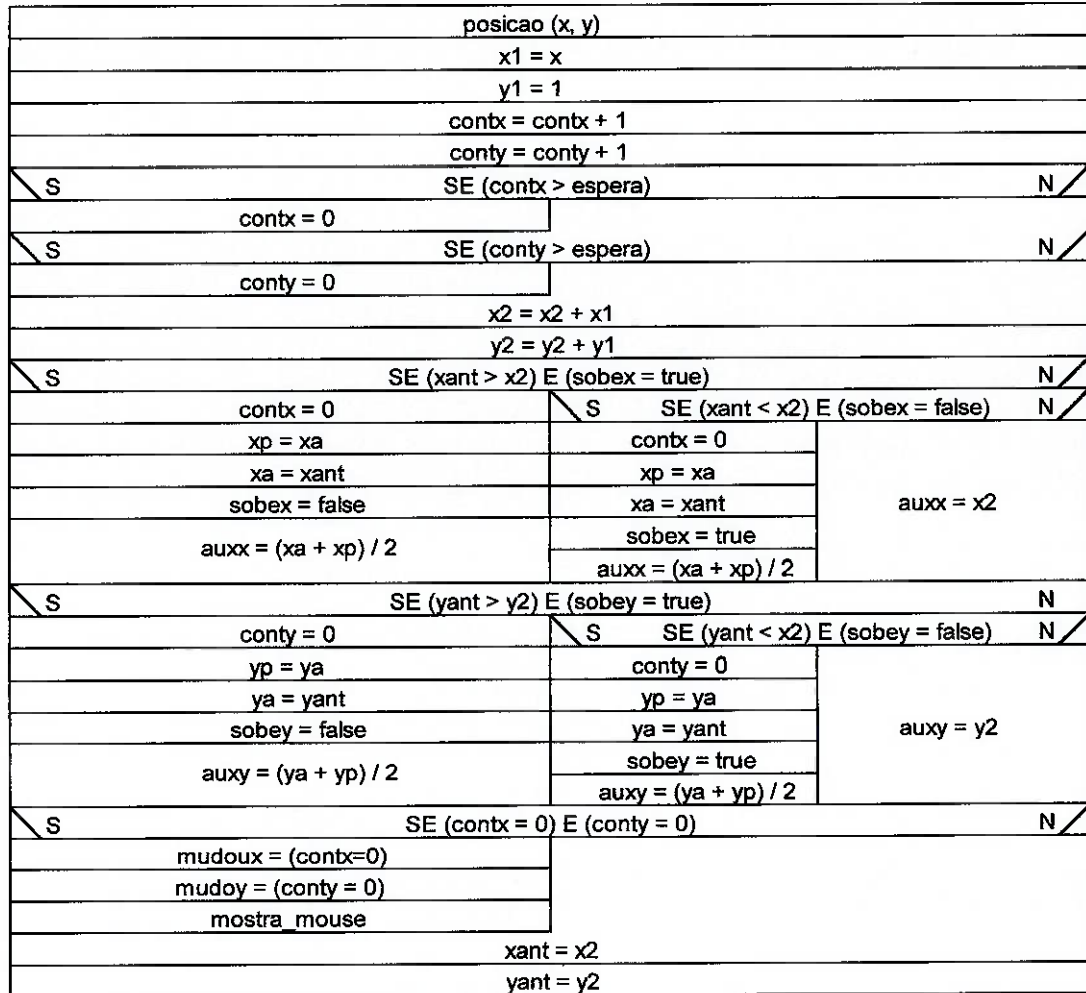 posicao (x, y)
x1 = x
y1 = 1
contx = contx + 1
conty = conty + 1
S SE (contx > espera) N
contx = 0
S SE (conty > espera) N
conty = 0
x2 = x2 + x1
y2 = y2 + y1
S SE (xant > x2) E (sobex = true) N
contx = 0
xp = xa
xa = xant
sobex = false
auxx = (xa + xp) / 2
S SE (xant < x2) E (sobex = false) N
contx = 0
xp = xa
xa = xant
sobex = true
auxx = (xa + xp) / 2
auxx = x2
S SE (yant > y2) E (sobey = true) N
conty = 0
yp = ya
ya = yant
sobey = false
auxy = (ya + yp) / 2
S SE (yant < x2) E (sobey = false) N
conty = 0
yp = ya
ya = yant
sobey = true
auxy = (ya + yp) / 2
auxy = y2
S SE (contx = 0) E (conty = 0) N
mudoux = (contx=0)
mudoy = (conty = 0)
mostra_mouse
xant = x2
yant = y2